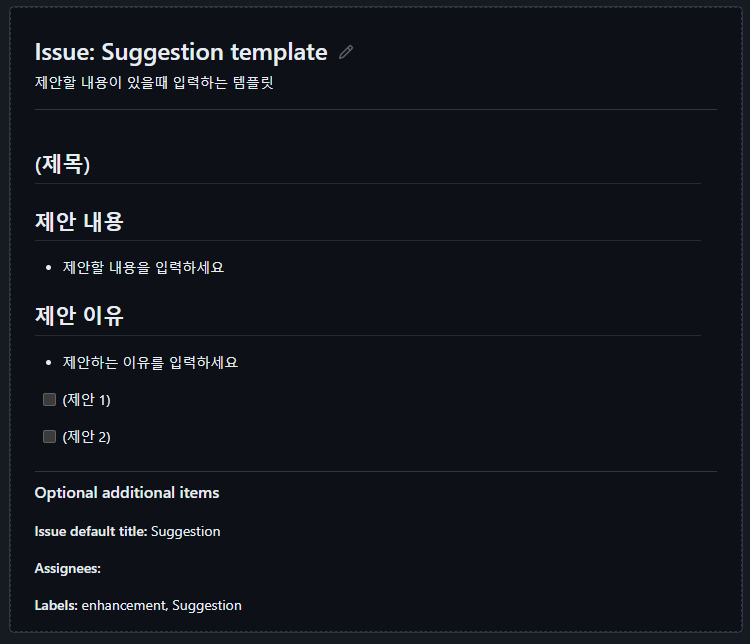 Issue: Suggestion template
제안할 내용이 있을때 입력하는 템플릿
(제목)
제안 내용
제안할 내용을 입력하세요
제안 이유
제안하는 이유를 입력하세요
(제안 1)
(제안 2)
Optional additional items
Issue default title: Suggestion
Assignees:
Labels: enhancement, Suggestion